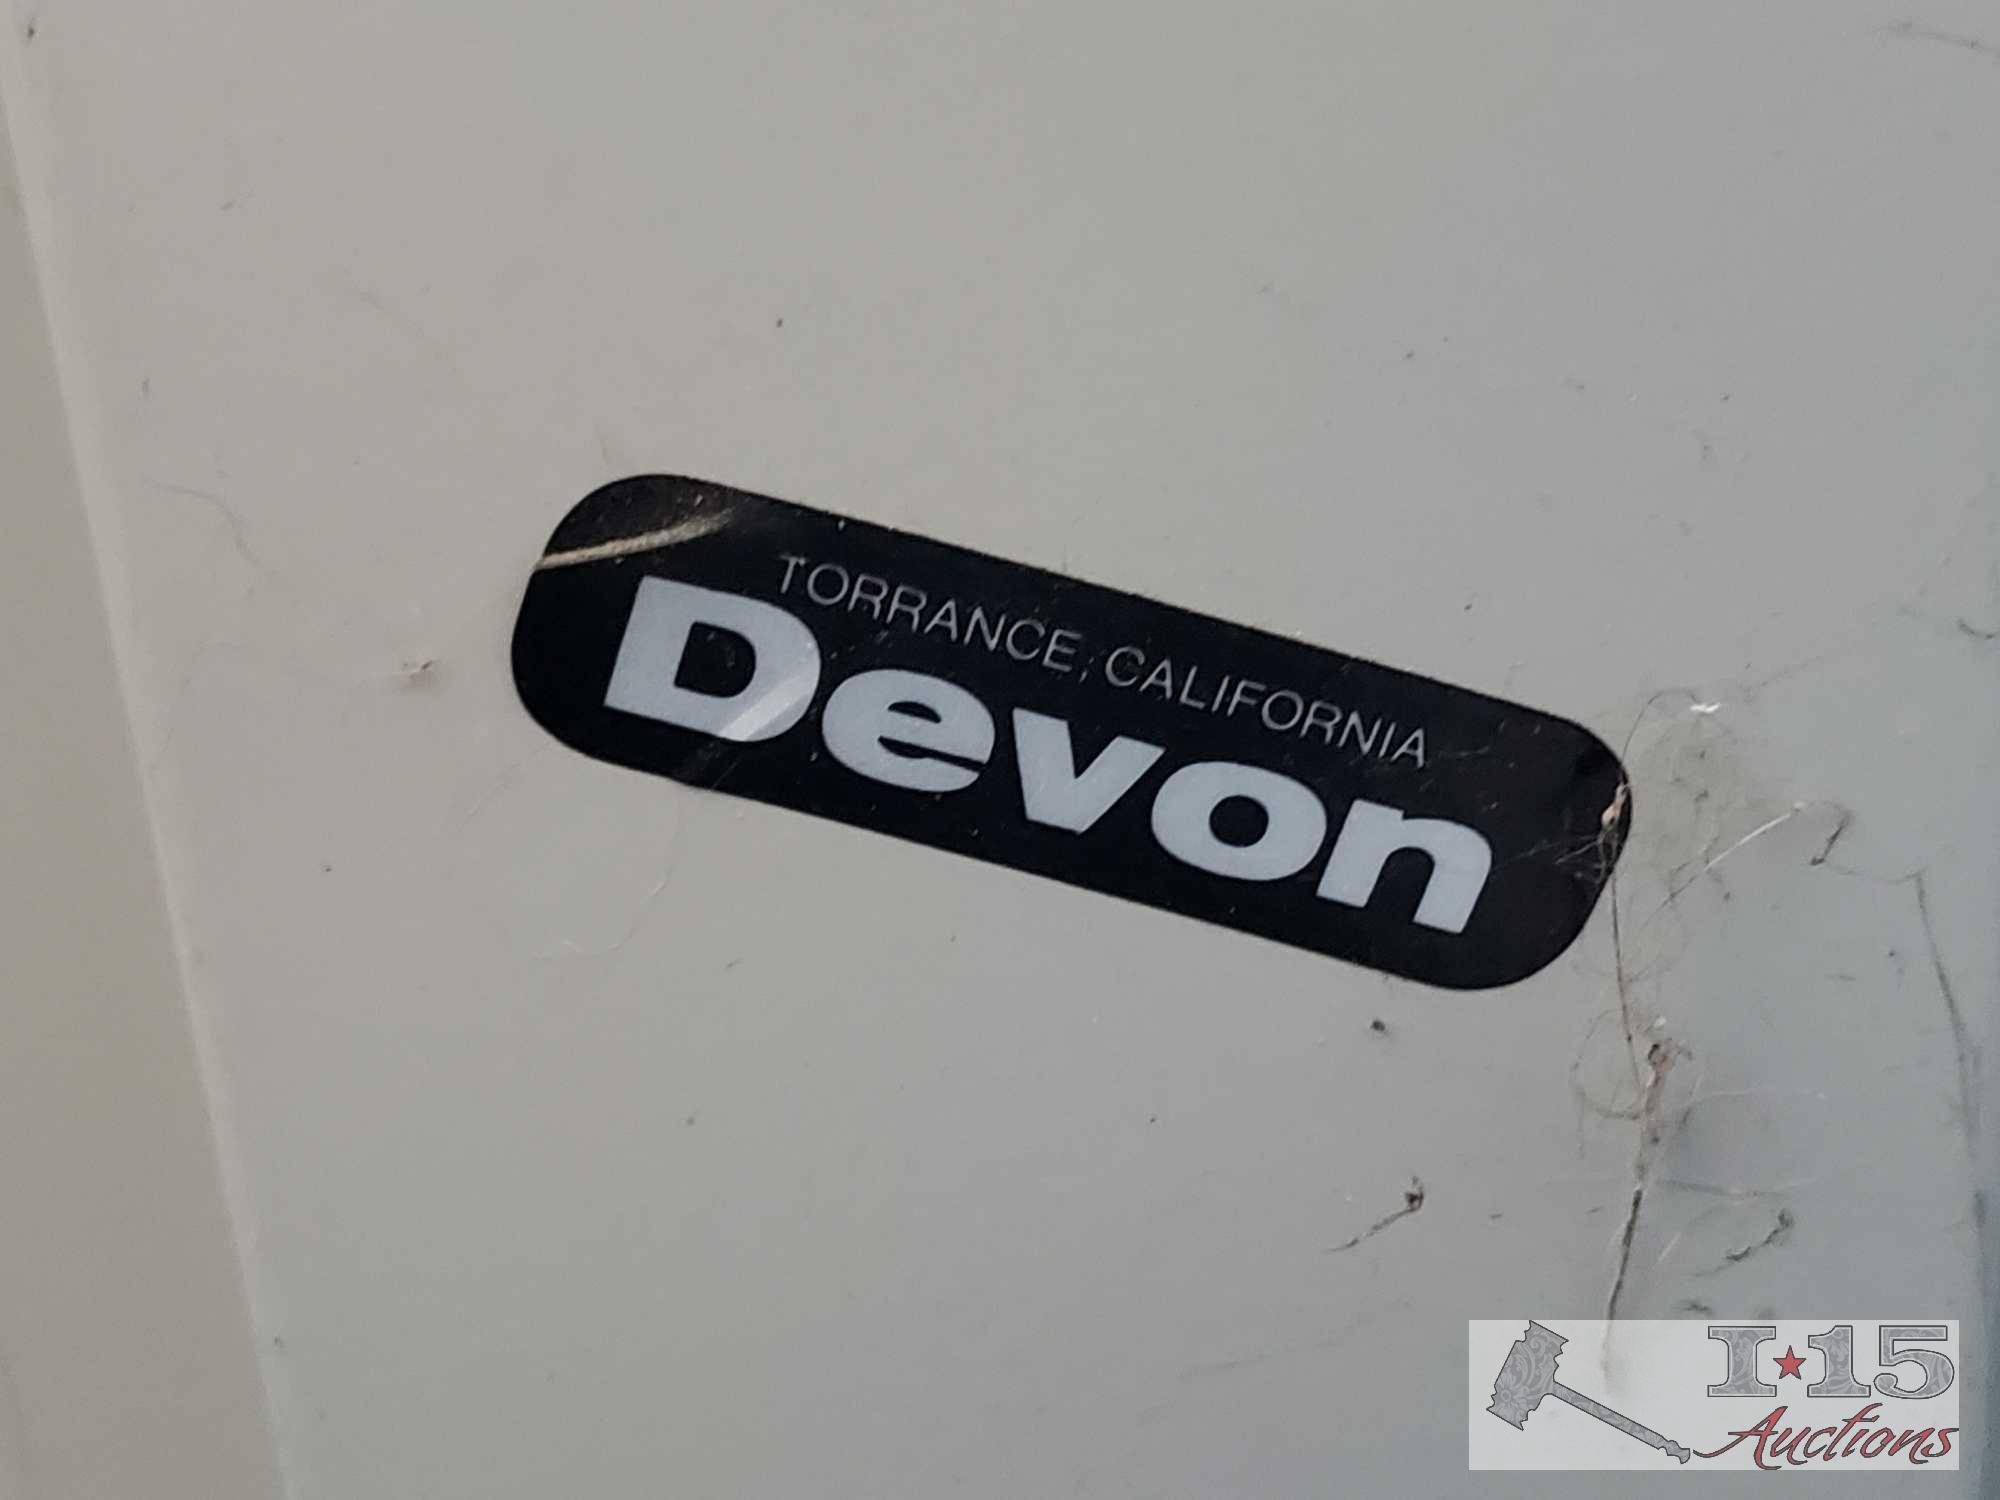 TORRANCE, CALIFORNIA
Devon
I★15
Auctions